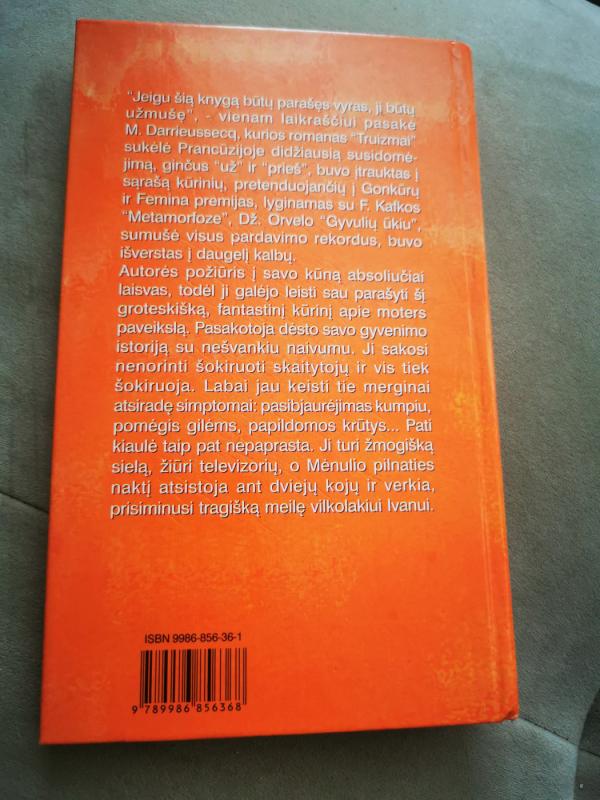 “Jeigu šią knygą būtų parašęs vyras, jį būtų
užmušę”, - vienam laikraščiui pasakė
M. Darrieussecq, kurios romanas “Truizmai”
sukėlė Prancūzijoje didžiausią susidomė-
jimą, ginčus “už” ir “prieš”, buvo įtrauktas į
sąrašą kūrinių, pretenduojančių į Gonkūrų
ir Femina premijas, lyginamas su F. Kafkos
“Metamorfoze”, Dž. Orvelo “Gyvulių ūkiu”,
sumušė visus pardavimo rekordus, buvo
išverstas į daugelį kalbų.
Autorės požiūris į savo kūną absoliučiai
laisvas, todėl ji galėjo leisti sau parašyti šį
groteskišką, fantastinį kūrinį apie moters
paveikslą. Pasakotoja dėsto savo gyvenimo
istoriją su nešvankiu naivumu. Ji sakosi
nenorinti šokiruoti skaitytojų ir vis tiek
šokiruoja. Labai jau keisti tie merginai
atsiradę simptomai: pasibjaurėjimas kumpiu,
pomėgis gilėms, papildomos krūtys... Pati
kiaulė taip pat nepaprasta. Ji turi žmogišką
sielą, žiūri televizorių, o Mėnulio pilnaties
naktį atsistoja ant dviejų kojų ir verkia,
prisiminusi tragišką meilę vilkolakiui Ivanui.
ISBN 9986-856-36-1
9 789986 856368